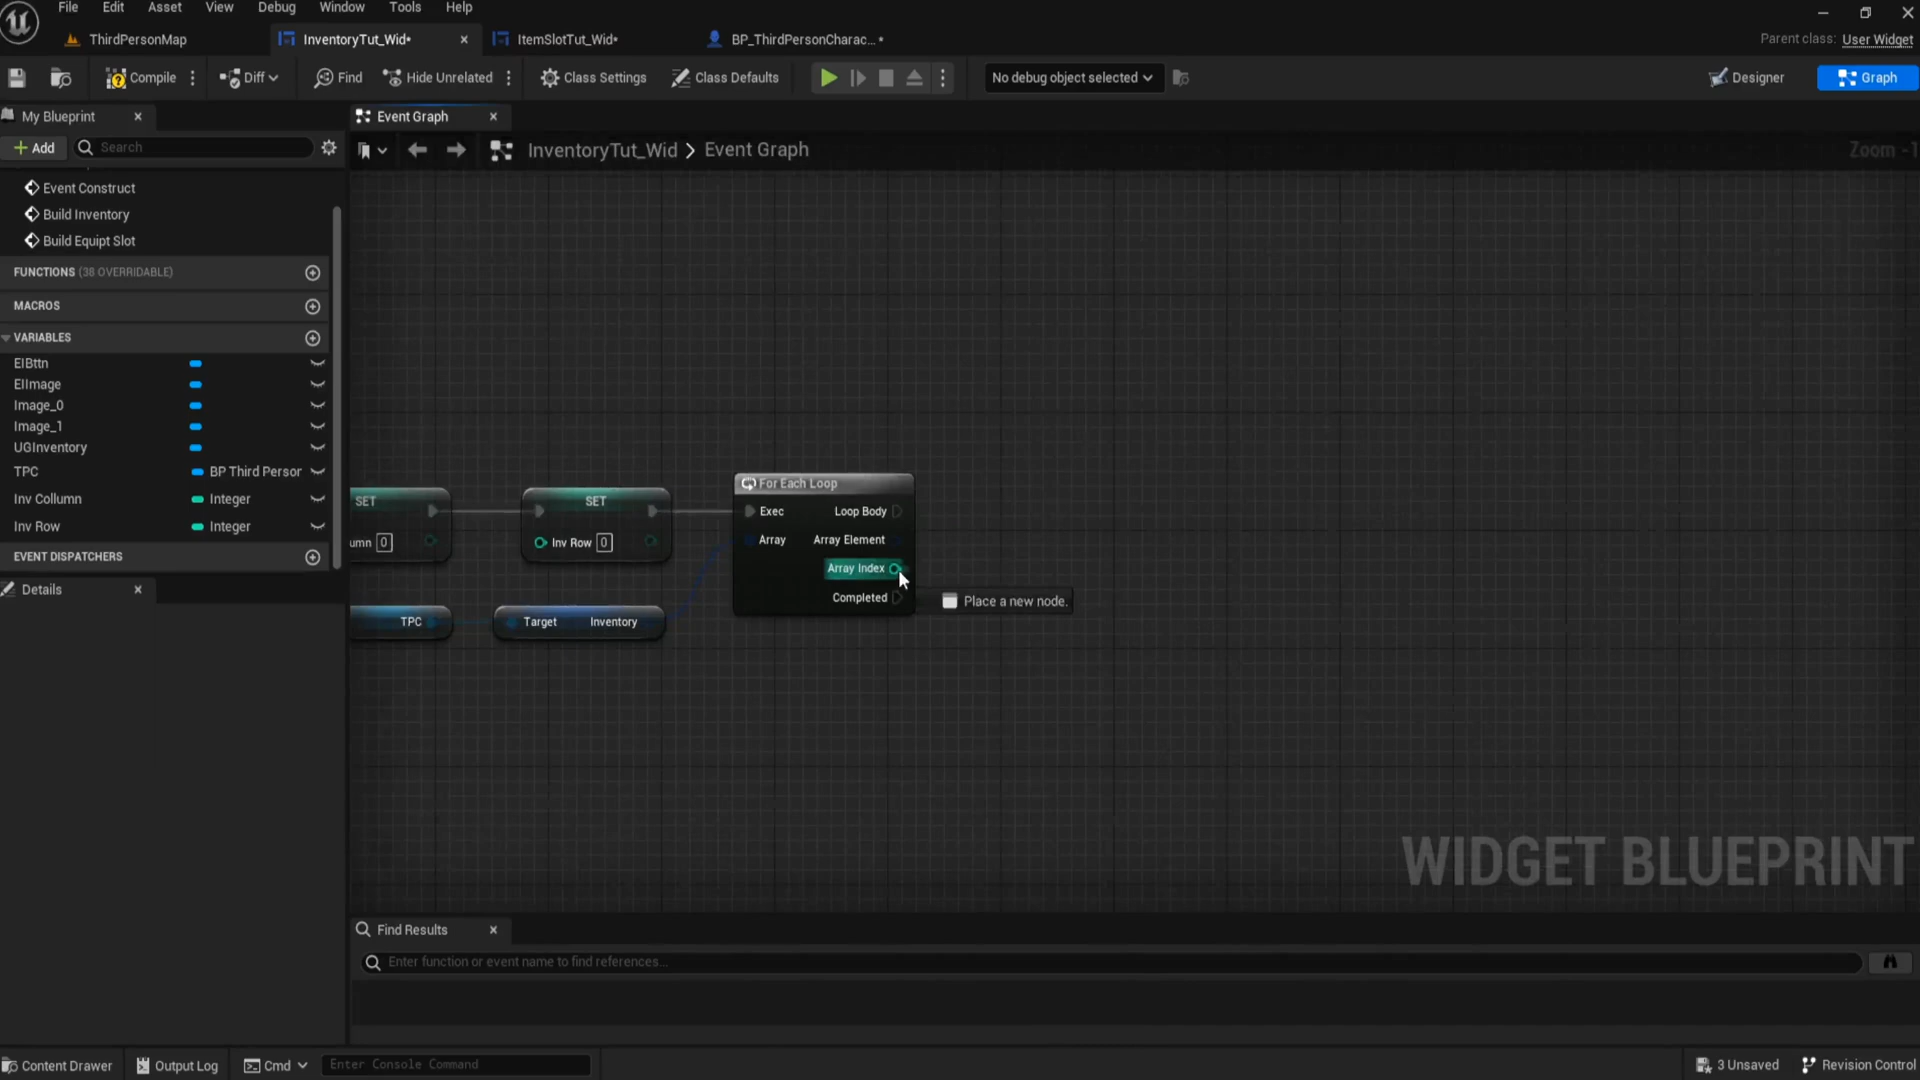 File Edit Asset View Debug Window Tools Help
ThirdPersonMap InventoryTut_Wid* ItemSlotTut_Wid* BP_ThirdPersonCharac... *
Parent class: User Widget
Compile Diff Find Hide Unrelated Class Settings Class Defaults No debug object selected Designer Graph
My Blueprint Event Graph
Add Search InventoryTut_Wid > Event Graph Zoom -1
Event Construct
Build Inventory
Build Equipt Slot
FUNCTIONS (38 OVERRIDABLE)
MACROS
VARIABLES
EIBttn
EIImage
Image_0
Image_1
UGInventory
TPC BP Third Person
Inv Collumn Integer
Inv Row Integer
EVENT DISPATCHERS
Details
SET
umn 0
SET
Inv Row 0
TPC
Target Inventory
For Each Loop
Exec Loop Body
Array Array Element
Array Index
Completed
Place a new node.
WIDGET BLUEPRINT
Find Results
Enter function or event name to find references...
Content Drawer Output Log Cmd Enter Console Command 3 Unsaved Revision Control